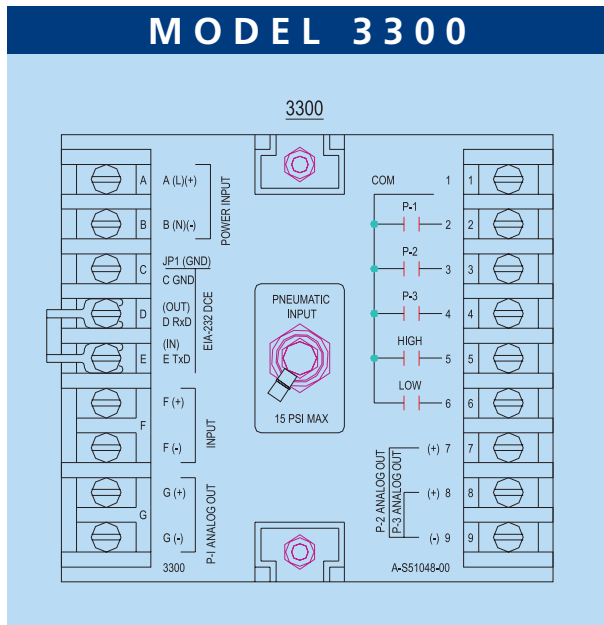 MODEL 3300
3300
A
A (L)(+)
B
B (N)(-)
POWER INPUT
C
JP1 (GND)
C GND
D
(OUT)
D RxD
E
(IN)
E TxD
EIA-232 DCE
F
F (+)
F (-)
INPUT
G
G (+)
G (-)
P-I ANALOG OUT
3300
PNEUMATIC
INPUT
15 PSI MAX
COM 1 1
P-1
2 2
P-2
3 3
P-3
4 4
HIGH
5 5
LOW
6 6
(+) 7 7
(+) 8 8
(-) 9 9
P-2 ANALOG OUT
P-3 ANALOG OUT
A-S51048-00